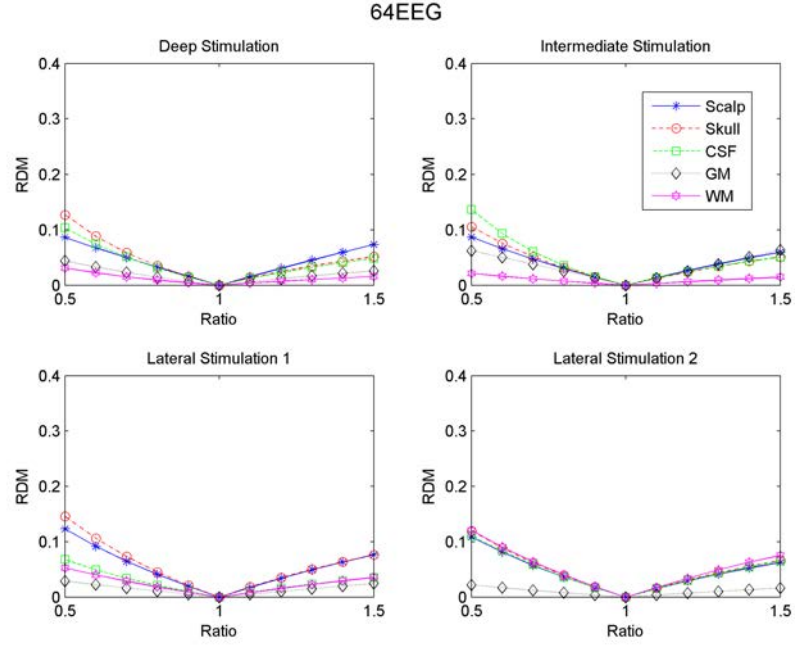 64EEG
Deep Stimulation
0.4
0.3
0.2
0.1
0
RDM
0.5
1
1.5
Ratio
Intermediate Stimulation
0.4
0.3
0.2
0.1
0
RDM
0.5
1
1.5
Ratio
Scalp
Skull
CSF
GM
WM
Lateral Stimulation 1
0.4
0.3
0.2
0.1
0
RDM
0.5
1
1.5
Ratio
Lateral Stimulation 2
0.4
0.3
0.2
0.1
0
RDM
0.5
1
1.5
Ratio